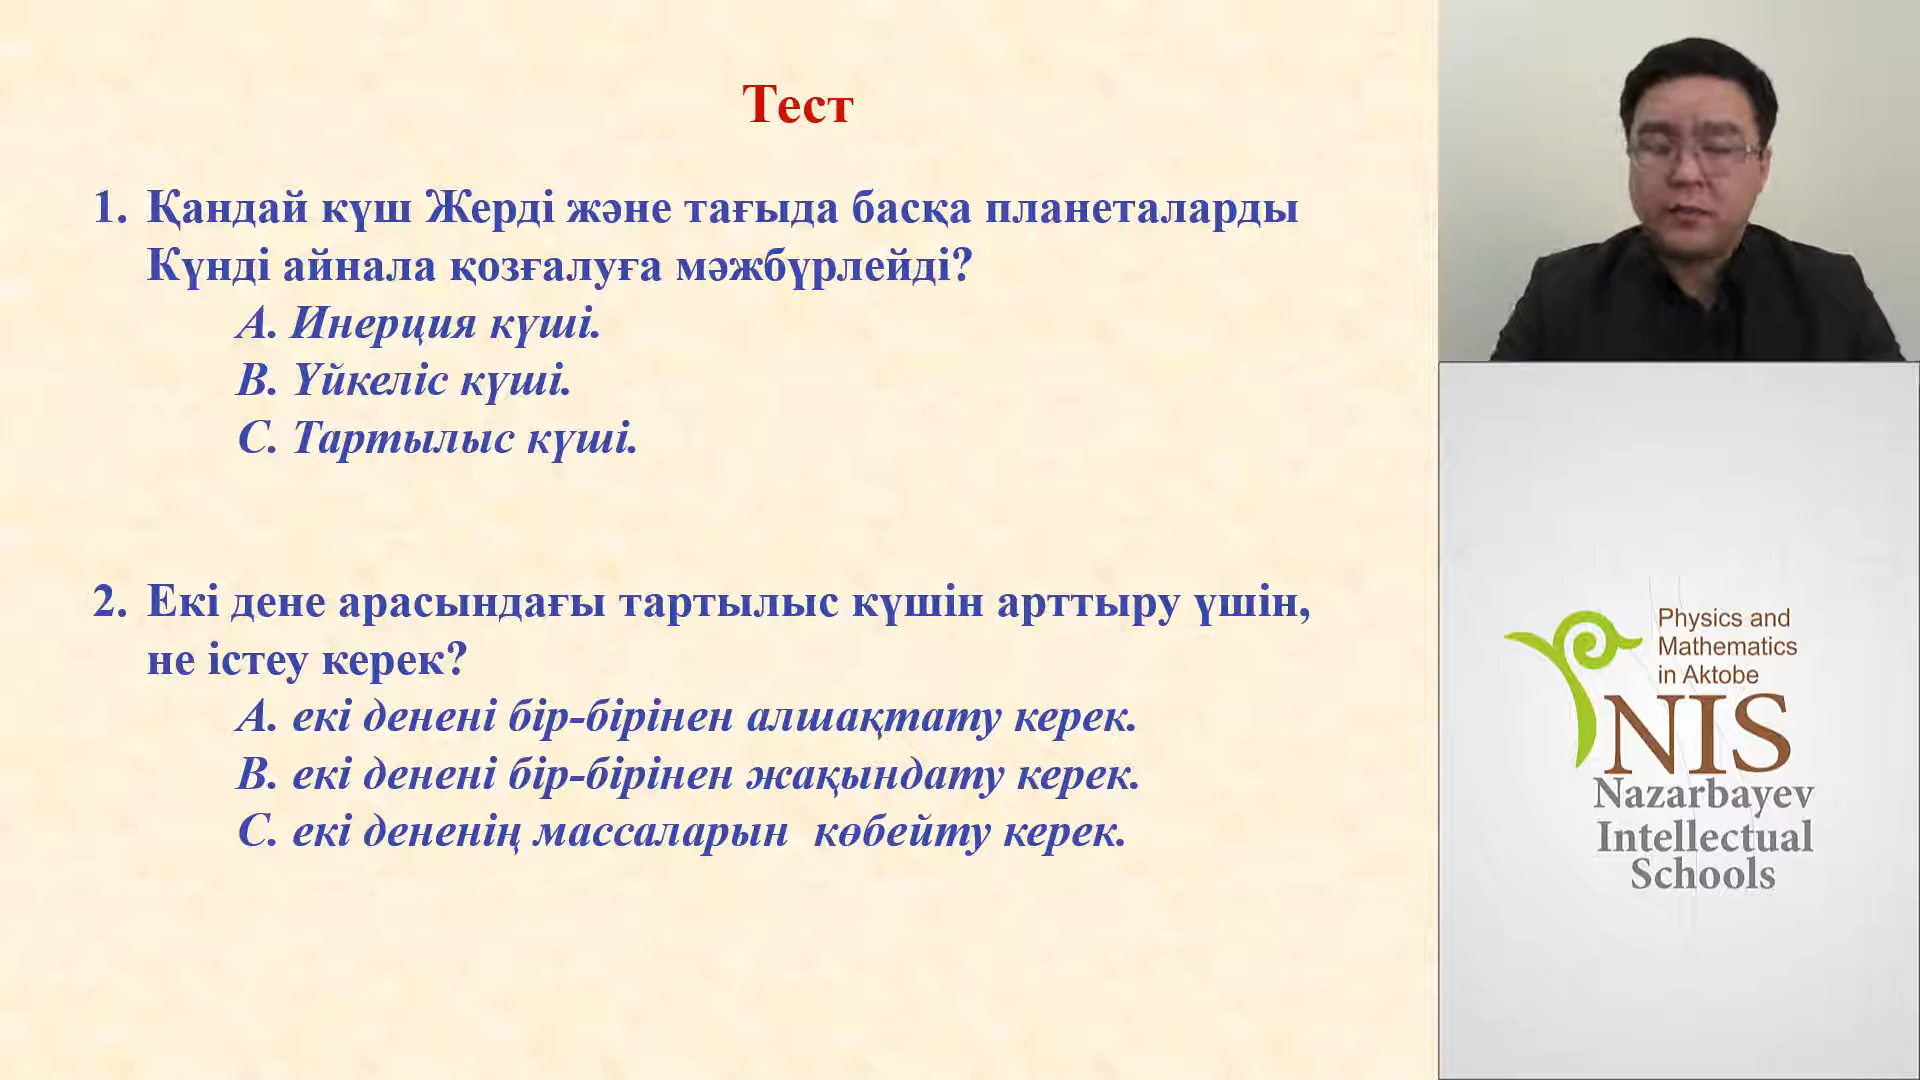 Тест
1. Қандай күш Жерді және тағыда басқа планеталарды
Күнді айнала қозғалуға мәжбүрлейді?
A. Инерция күші.
B. Үйкеліс күші.
C. Тартылыс күші.
2. Екі дене арасындағы тартылыс күшін арттыру үшін,
не істеу керек?
A. екі денені бір-бірінен алшақтату керек.
B. екі денені бір-бірінен жақындату керек.
C. екі дененің массаларын көбейту керек.
Physics and
Mathematics
in Aktobe
NIS
Nazarbayev
Intellectual
Schools